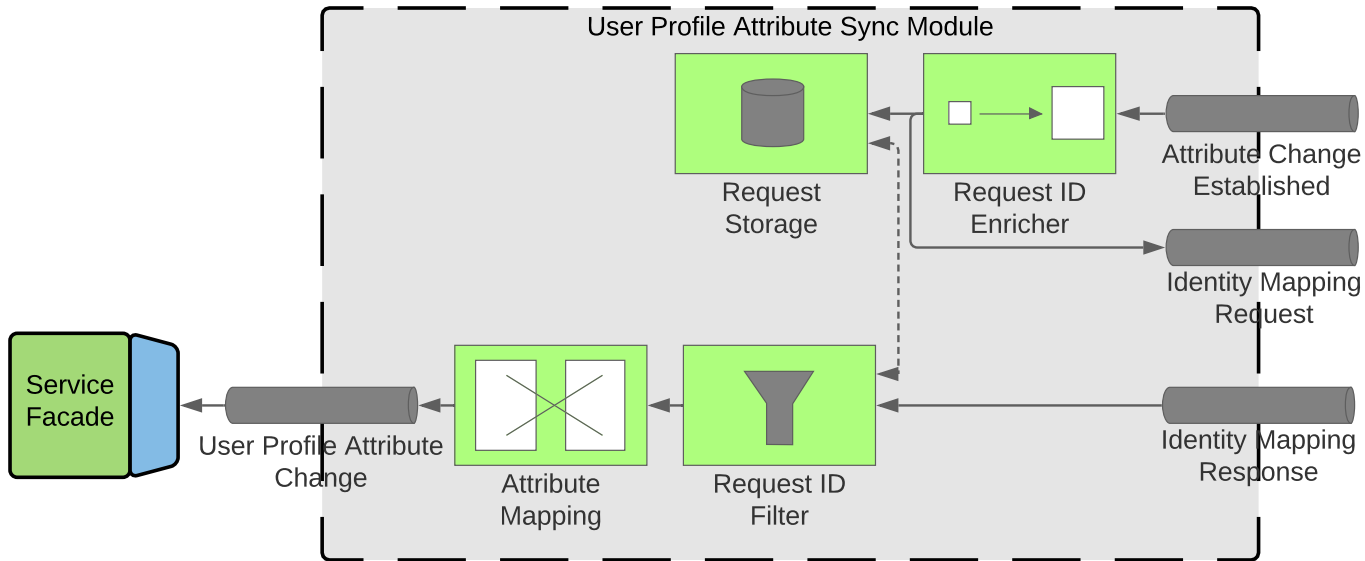 User Profile Attribute Sync Module
Request
Storage
Request ID
Enricher
Attribute Change
Established
Identity Mapping
Request
Service
Facade
User Profile Attribute
Change
Attribute
Mapping
Request ID
Filter
Identity Mapping
Response